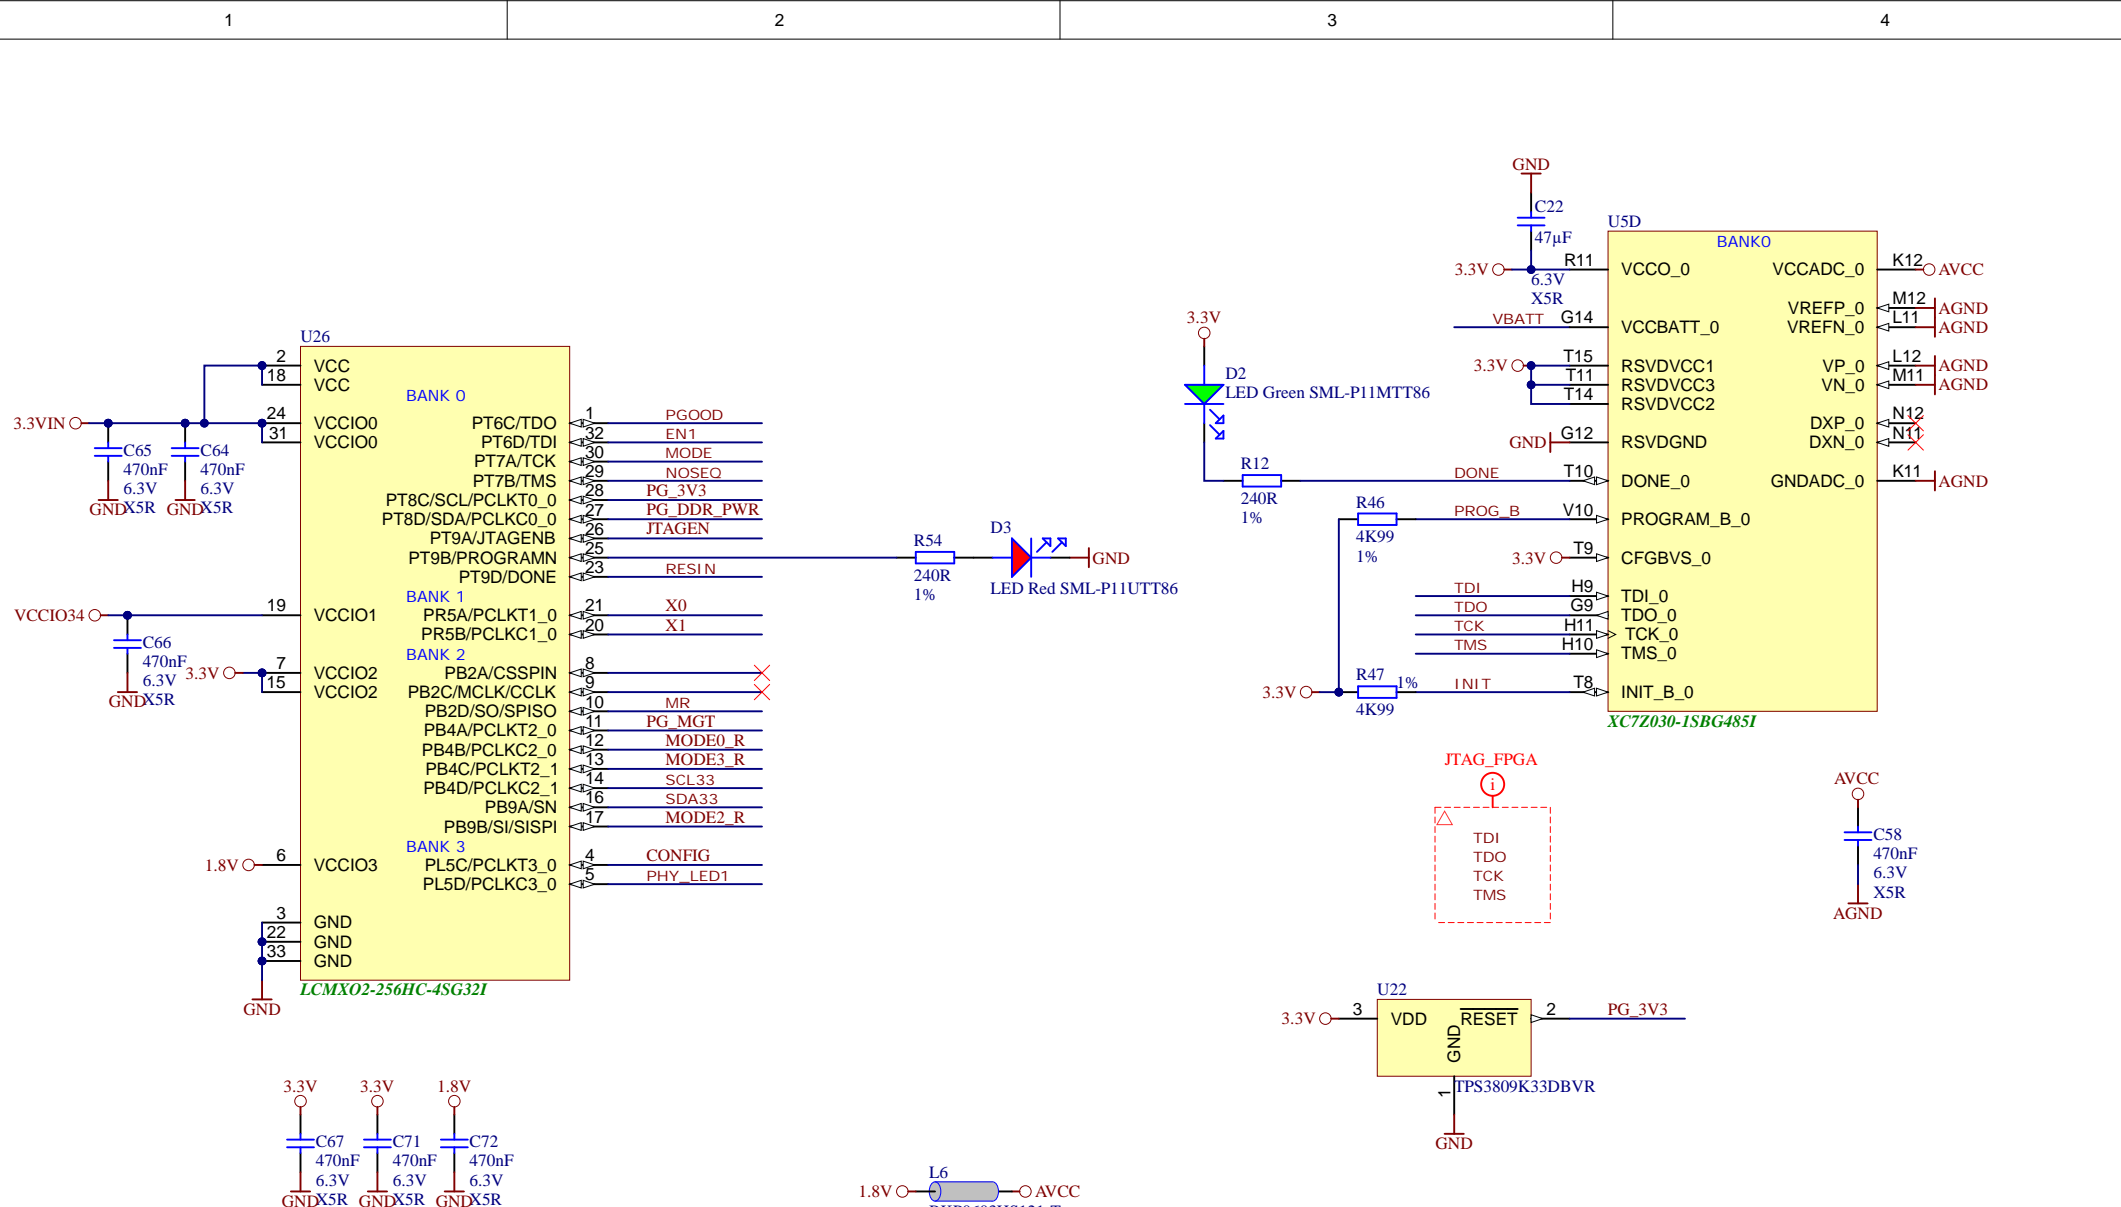 1 2 3 4
U26
2 VCC
18 VCC
BANK 0
3.3VIN
24 VCCIO0
31 VCCIO0
C65
470nF
6.3V
X5R
GND
C64
470nF
6.3V
X5R
GND
PT6C/TDO 1 PGOOD
PT6D/TDI 32 EN1
PT7A/TCK 30 MODE
PT7B/TMS 29 NOSEQ
PT8C/SCL/PCLKT0_0 28 PG_3V3
PT8D/SDA/PCLKC0_0 27 PG_DDR_PWR
PT9A/JTAGENB 26 JTAGEN
PT9B/PROGRAMN 25
PT9D/DONE 23 RESIN
R54
240R
1%
D3
GND
LED Red SML-P11UTT86
BANK 1
VCCIO34
19 VCCIO1
PR5A/PCLKT1_0 21 X0
PR5B/PCLKC1_0 20 X1
C66
470nF
6.3V
X5R
GND
BANK 2
3.3V
7 VCCIO2
15 VCCIO2
PB2A/CSSPIN 8
PB2C/MCLK/CCLK 9
PB2D/SO/SPISO 10 MR
PB4A/PCLKT2_0 11 PG_MGT
PB4B/PCLKC2_0 12 MODE0_R
PB4C/PCLKT2_1 13 MODE3_R
PB4D/PCLKC2_1 14 SCL33
PB9A/SN 16 SDA33
PB9B/SI/SISPI 17 MODE2_R
BANK 3
1.8V
6 VCCIO3
PL5C/PCLKT3_0 4 CONFIG
PL5D/PCLKC3_0 5 PHY_LED1
3 GND
22 GND
33 GND
GND
LCMXO2-256HC-4SG32I
3.3V
C67
470nF
6.3V
X5R
GND
3.3V
C71
470nF
6.3V
X5R
GND
1.8V
C72
470nF
6.3V
X5R
GND
1.8V
L6
AVCC
GND
C22
47µF
6.3V
X5R
U5D
BANK0
3.3V R11 VCCO_0
VBATT G14 VCCBATT_0
3.3V
T15 RSVDVCC1
T11 RSVDVCC3
T14 RSVDVCC2
GND G12 RSVDGND
DONE T10 DONE_0
PROG_B V10 PROGRAM_B_0
3.3V T9 CFGBVS_0
TDI H9 TDI_0
TDO G9 TDO_0
TCK H11 TCK_0
TMS H10 TMS_0
INIT T8 INIT_B_0
VCCADC_0 K12 AVCC
VREFP_0 M12 AGND
VREFN_0 L11 AGND
VP_0 L12 AGND
VN_0 M11 AGND
DXP_0 N12
DXN_0 N11
GNDADC_0 K11 AGND
XC7Z030-1SBG485I
3.3V
D2
LED Green SML-P11MTT86
R12
240R
1%
R46
4K99
1%
3.3V
R47 1%
4K99
JTAG_FPGA
i
TDI
TDO
TCK
TMS
AVCC
C58
470nF
6.3V
X5R
AGND
U22
3.3V 3 VDD
RESET 2 PG_3V3
GND
1
TPS3809K33DBVR
GND